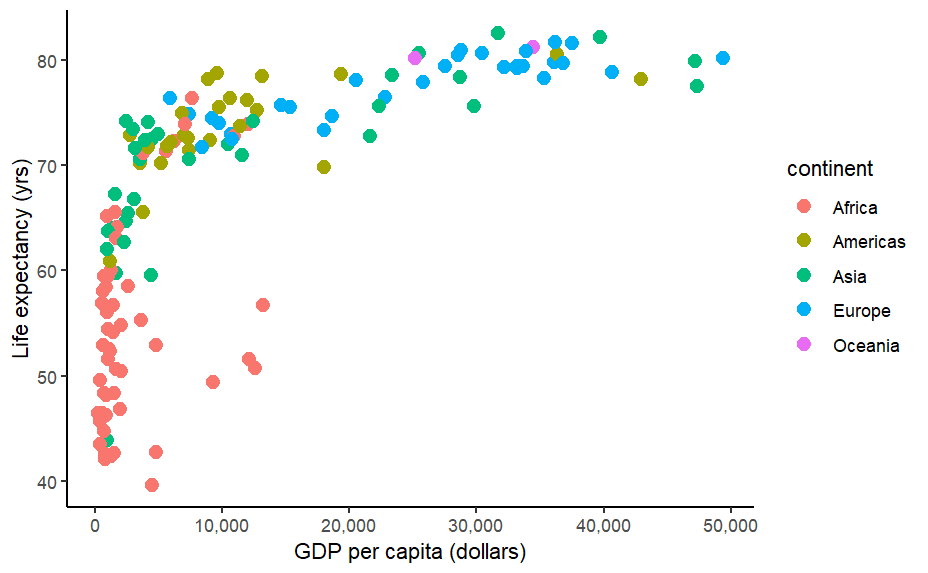 Life expectancy (yrs)
80
70
60
50
40
0
10,000
20,000
30,000
40,000
50,000
GDP per capita (dollars)
continent
Africa
Americas
Asia
Europe
Oceania